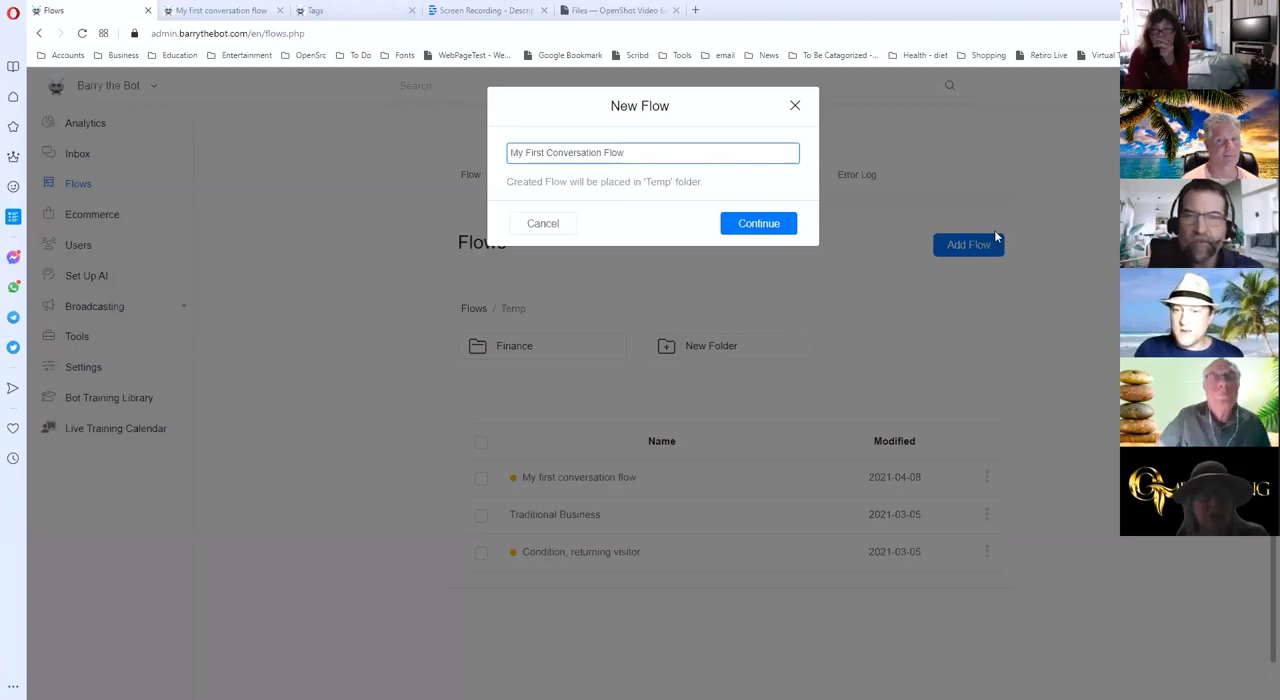 Flows
My first conversation flow
Tags
Screen Recording - Descri
Files — OpenShot Video E
admin.barrythebot.com/en/flows.php
Accounts
Business
Education
Entertainment
OpenSrc
To Do
Fonts
WebPageTest - We...
Google Bookmark
Scribd
Tools
email
News
To Be Catagorized -...
Health - diet
Shopping
Retiro Live
Virtual T
Barry the Bot
Search
New Flow
Analytics
Inbox
My First Conversation Flow
Flow
Error Log
Flows
Created Flow will be placed in 'Temp' folder.
Ecommerce
Cancel
Continue
Users
Flows
Add Flow
Set Up AI
Broadcasting
Flows / Temp
Tools
Finance
New Folder
Settings
Bot Training Library
Live Training Calendar
Name
Modified
My first conversation flow
2021-04-08
Traditional Business
2021-03-05
Condition, returning visitor
2021-03-05